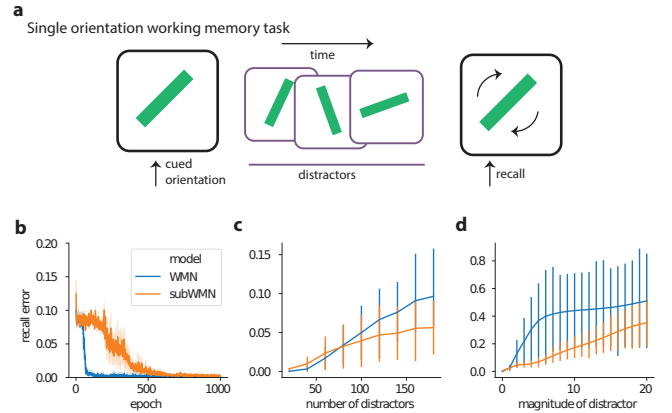 a
Single orientation working memory task
time
cued
orientation
distractors
recall
b
c
d
0.20
0.15
0.10
0.05
0.00
recall error
model
WMN
subWMN
0
500
1000
epoch
0.15
0.10
0.05
0.00
50
100
150
number of distractors
0.8
0.6
0.4
0.2
0.0
0
10
20
magnitude of distractor